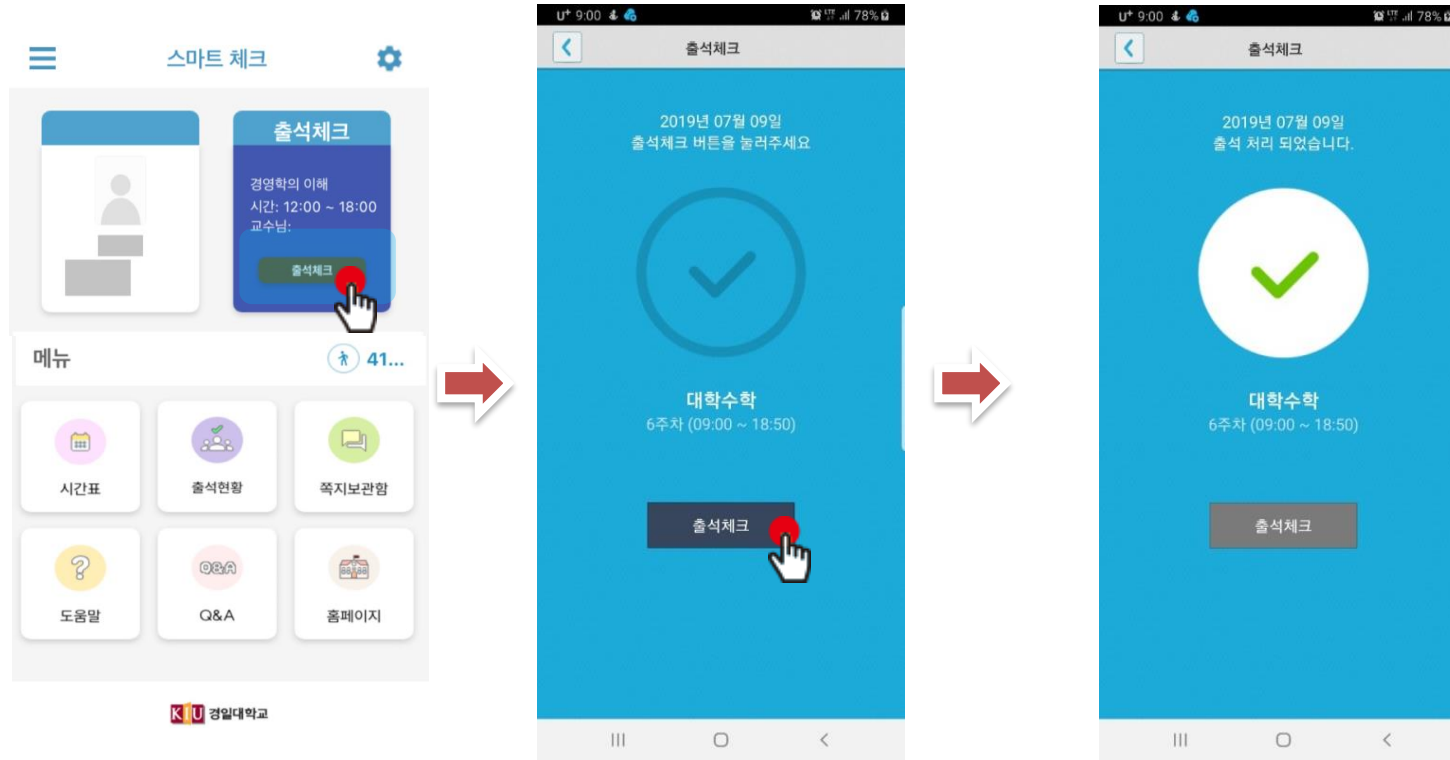 스마트 체크
출석체크
경영학의 이해
시간: 12:00 ~ 18:00
교수님:
출석체크
메뉴
41...
시간표
출석현황
쪽지보관함
Q&A
도움말
Q&A
홈페이지
KIU 경일대학교
U+ 9:00
LTE 78%
출석체크
2019년 07월 09일
출석체크 버튼을 눌러주세요
대학수학
6주차 (09:00 ~ 18:50)
출석체크
U+ 9:00
LTE 78%
출석체크
2019년 07월 09일
출석 처리 되었습니다.
대학수학
6주차 (09:00 ~ 18:50)
출석체크